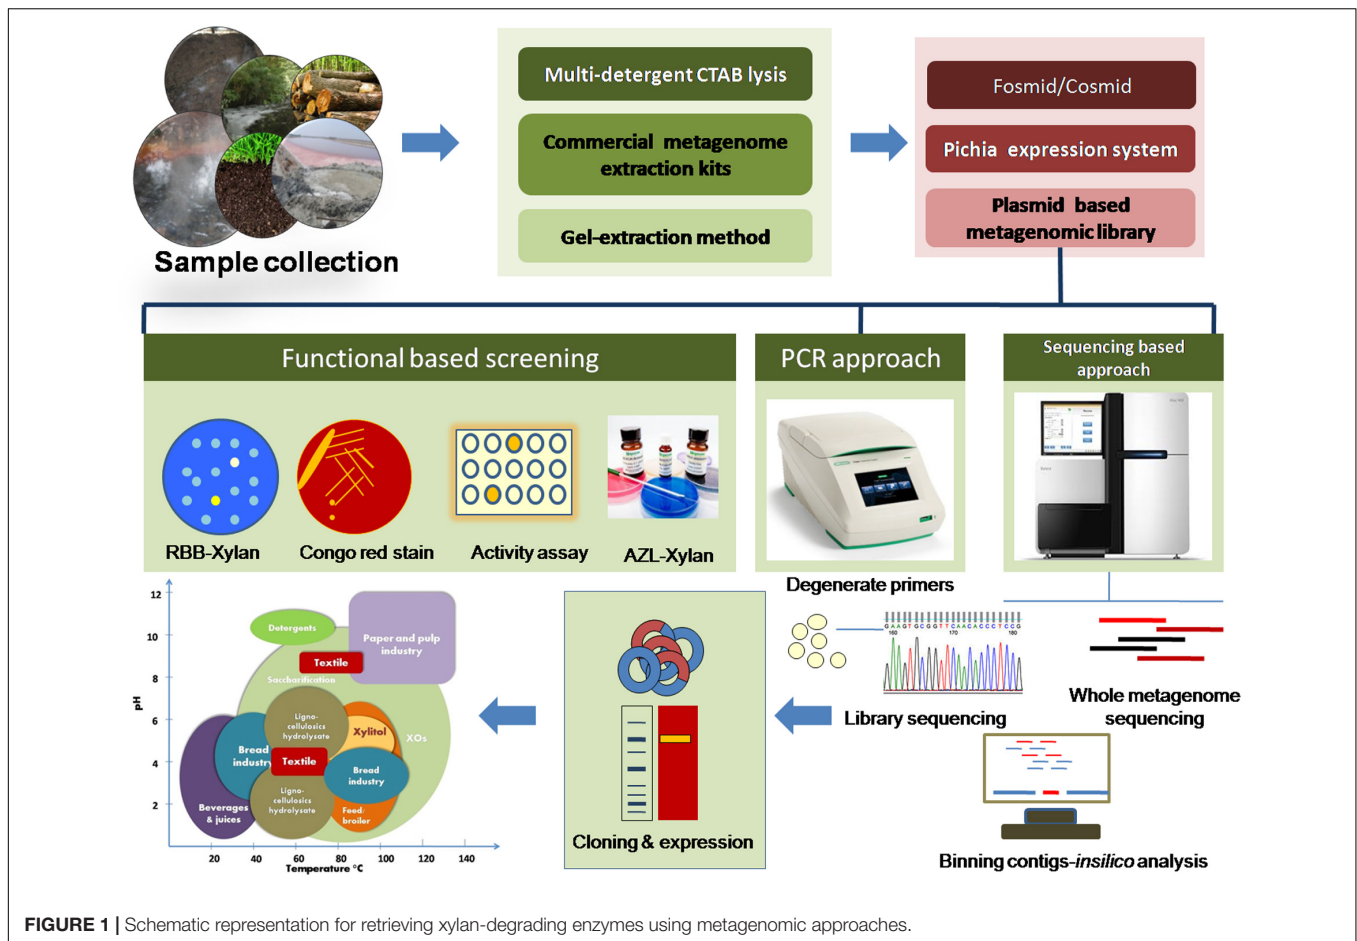 Multi-detergent CTAB lysis
Commercial metagenome
extraction kits
Gel-extraction method
Fosmid/Cosmid
Pichia expression system
Plasmid based
metagenomic library
Sample collection
Functional based screening
PCR approach
Sequencing based
approach
RBB-Xylan
Congo red stain
Activity assay
AZL-Xylan
Degenerate primers
GAAGTGCGGTTCAACACCCTCCG
160
170
180
Library sequencing
Whole metagenome
sequencing
Binning contigs-insilico analysis
Cloning & expression
pH
12
10
8
6
4
2
20
40
60
80
100
120
140
Temperature °C
Detergents
Paper and pulp
industry
Textile
Saccharification
Ligno-
cellulosics
hydrolysate
Xylitol
XOs
Bread
industry
Textile
Bread
industry
Ligno-
cellulosics
hydrolysate
Beverages
& juices
Feed/
broiler
FIGURE 1 | Schematic representation for retrieving xylan-degrading enzymes using metagenomic approaches.